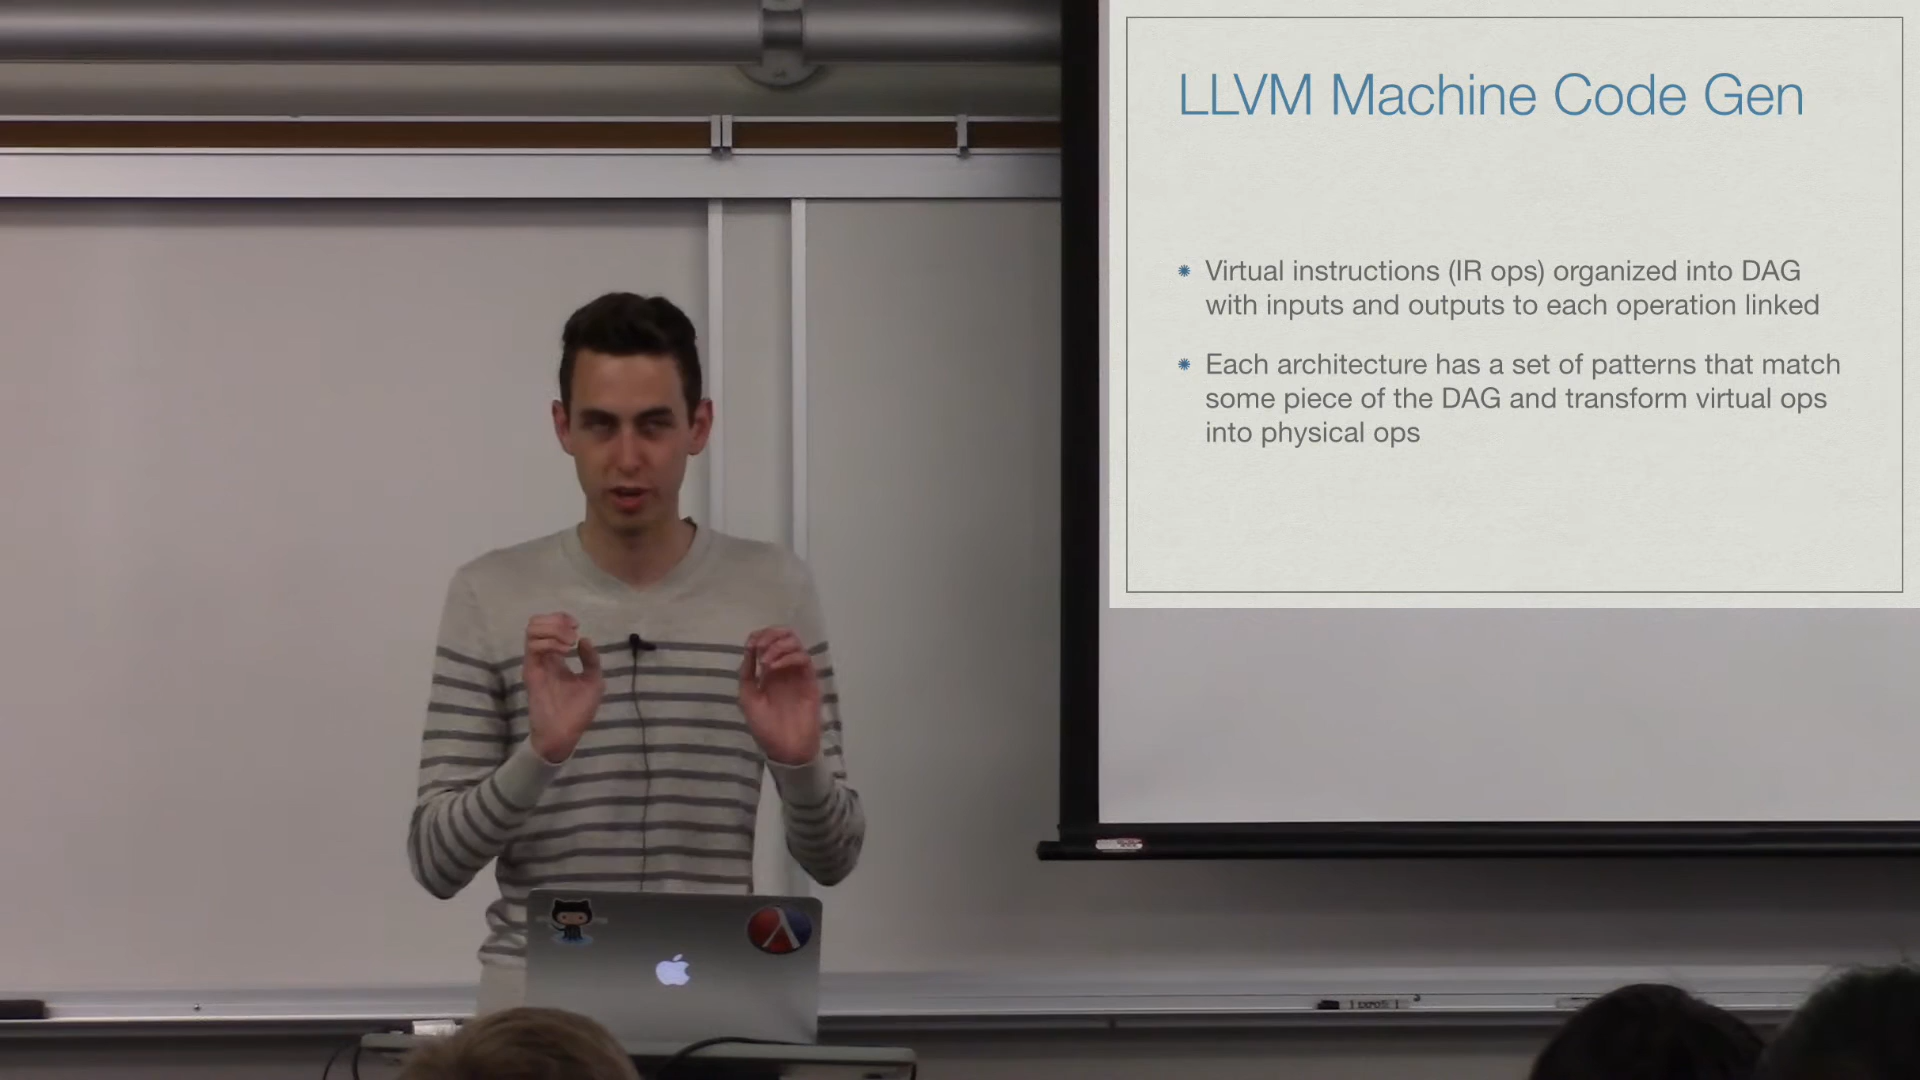 LLVM Machine Code Gen
Virtual instructions (IR ops) organized into DAG
with inputs and outputs to each operation linked
Each architecture has a set of patterns that match
some piece of the DAG and transform virtual ops
into physical ops
EXPO